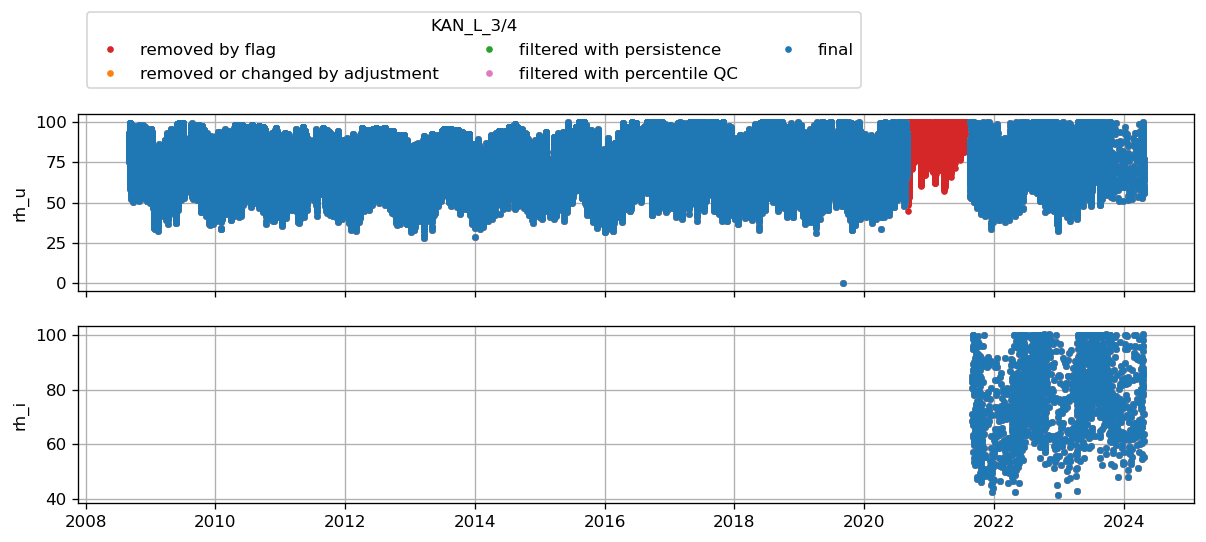 KAN_L_3/4
removed by flag
filtered with persistence
final
removed or changed by adjustment
filtered with percentile QC
100
75
50
25
0
rh_u
100
80
60
40
rh_i
2008 2010 2012 2014 2016 2018 2020 2022 2024